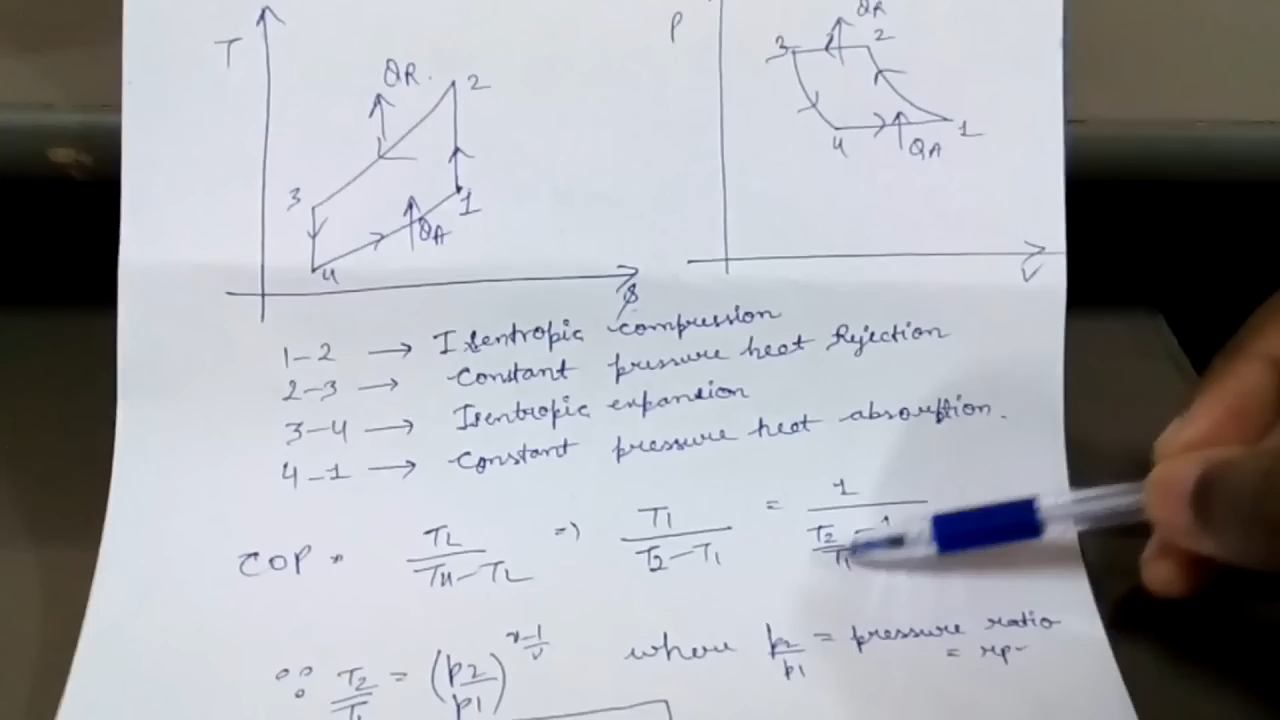 T
QR.
2
3
1
QA
4
S
P
QR
3
2
4
1
QA
V
1-2 → Isentropic compression
2-3 → Constant pressure heat Rejection
3-4 → Isentropic expansion
4-1 → Constant pressure heat absorption.
COP = TL / TH - TL => T1 / T2 - T1 = 1 / T2/T1 - 1
∵ T2/T1 = (P2/P1)^γ-1/γ where P2/P1 = pressure ratio
= rp